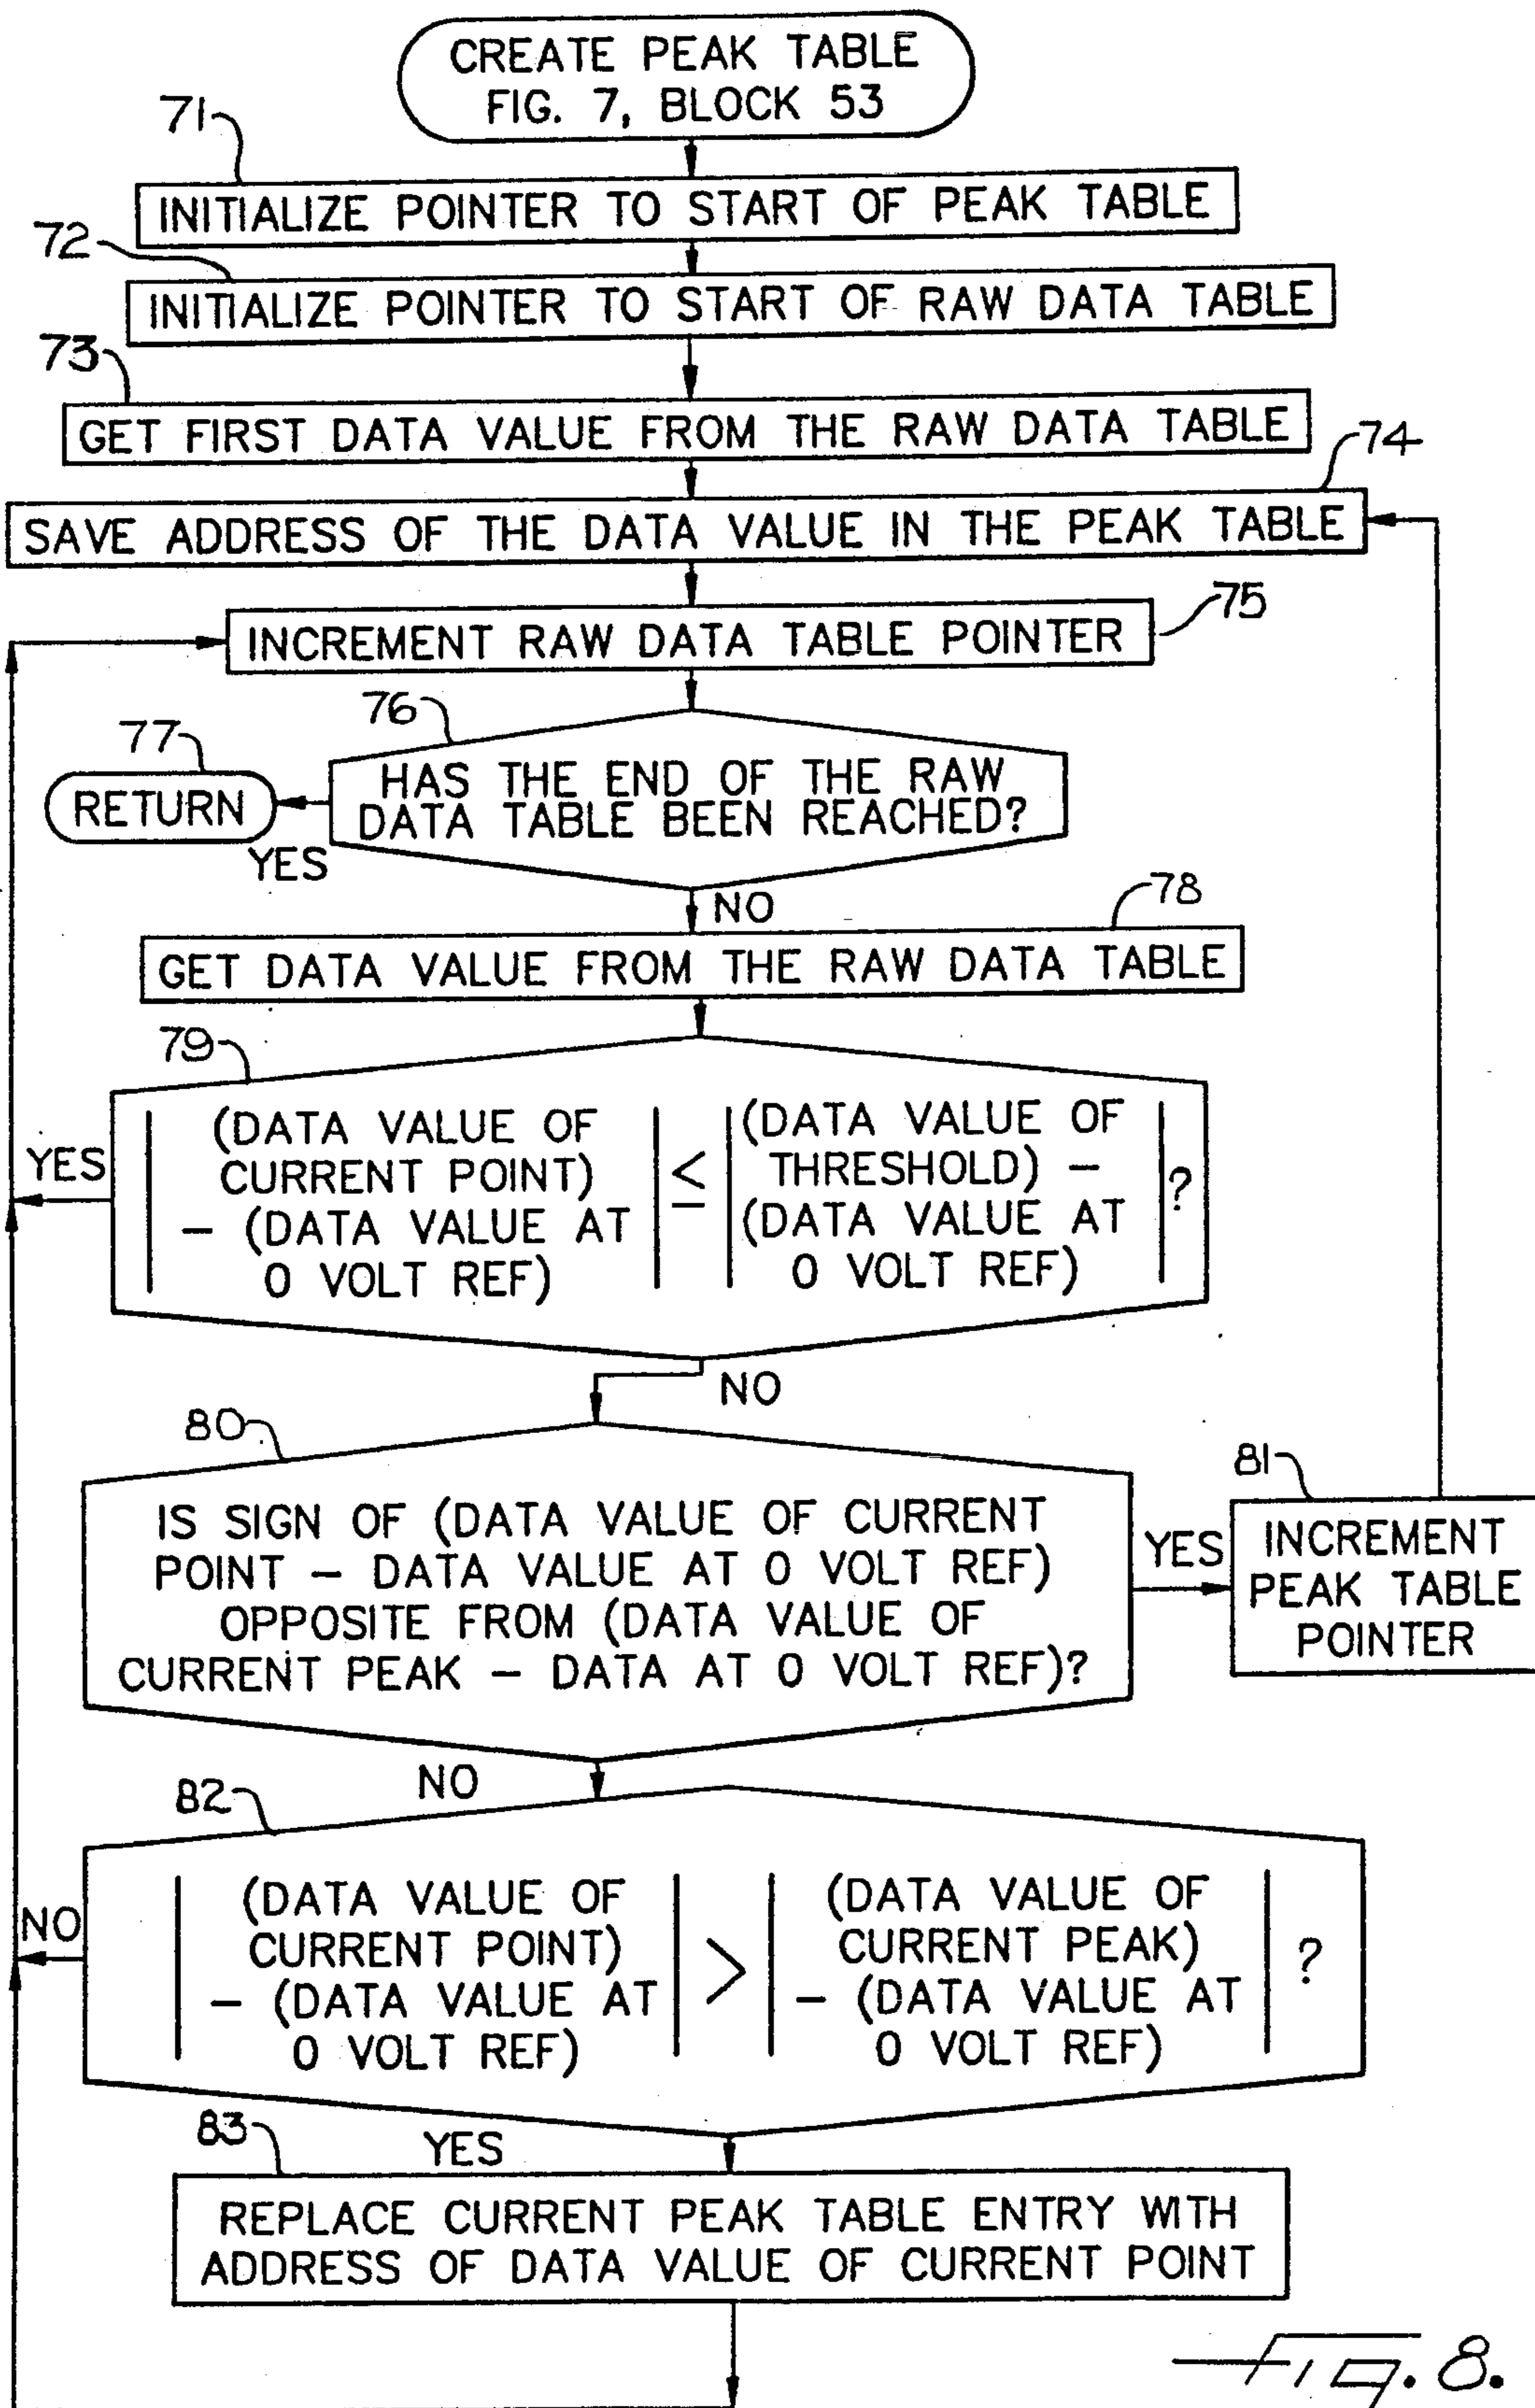 CREATE PEAK TABLE
FIG. 7, BLOCK 53
71
INITIALIZE POINTER TO START OF PEAK TABLE
72
INITIALIZE POINTER TO START OF RAW DATA TABLE
73
GET FIRST DATA VALUE FROM THE RAW DATA TABLE
74
SAVE ADDRESS OF THE DATA VALUE IN THE PEAK TABLE
75
INCREMENT RAW DATA TABLE POINTER
76
HAS THE END OF THE RAW
DATA TABLE BEEN REACHED?
77
RETURN
YES
NO
78
GET DATA VALUE FROM THE RAW DATA TABLE
79
| (DATA VALUE OF
CURRENT POINT)
– (DATA VALUE AT
0 VOLT REF) |
≤
| (DATA VALUE OF
THRESHOLD) –
(DATA VALUE AT
0 VOLT REF) | ?
YES
NO
80
IS SIGN OF (DATA VALUE OF CURRENT
POINT – DATA VALUE AT 0 VOLT REF)
OPPOSITE FROM (DATA VALUE OF
CURRENT PEAK – DATA AT 0 VOLT REF)?
YES
81
INCREMENT
PEAK TABLE
POINTER
NO
82
| (DATA VALUE OF
CURRENT POINT)
– (DATA VALUE AT
0 VOLT REF) |
>
| (DATA VALUE OF
CURRENT PEAK)
– (DATA VALUE AT
0 VOLT REF) | ?
NO
YES
83
REPLACE CURRENT PEAK TABLE ENTRY WITH
ADDRESS OF DATA VALUE OF CURRENT POINT
Fig. 8.